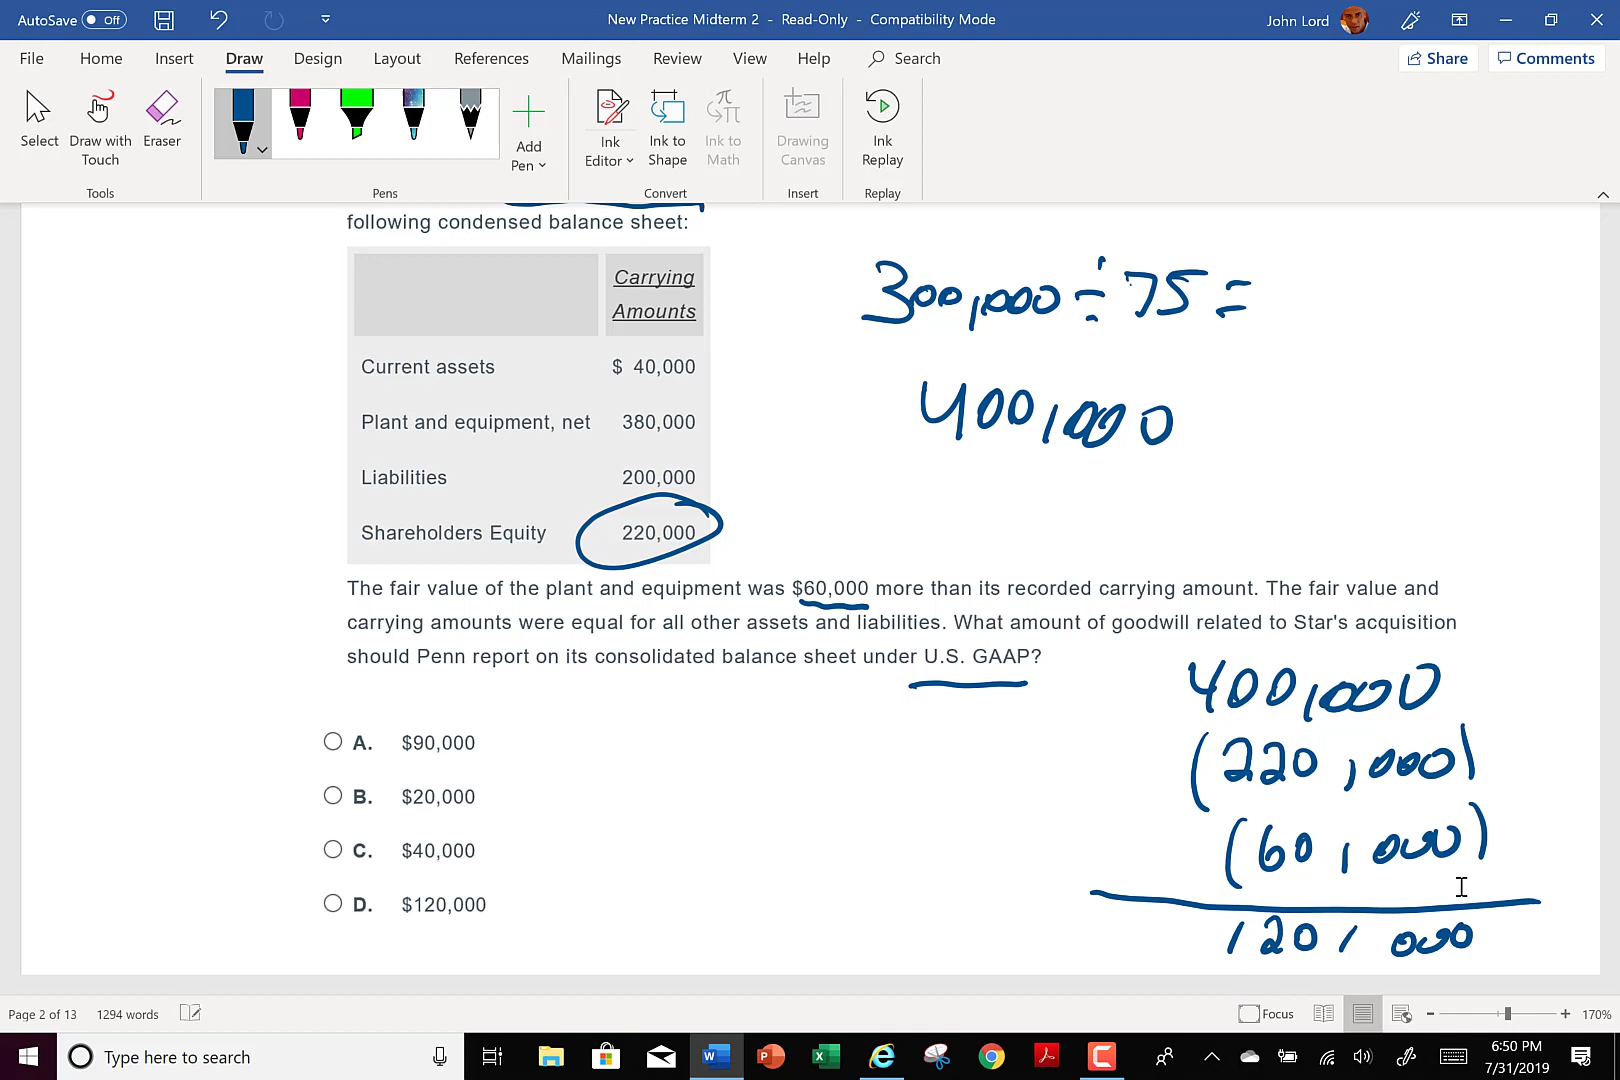 AutoSave Off New Practice Midterm 2 - Read-Only - Compatibility Mode John Lord
File Home Insert Draw Design Layout References Mailings Review View Help Search Share Comments
Select Draw with Touch Eraser Add Pen Ink Editor Ink to Shape Ink to Math Drawing Canvas Ink Replay
Tools Pens Convert Insert Replay
following condensed balance sheet:
Carrying
Amounts
300,000 ÷ .75 =
Current assets $ 40,000
400,000
Plant and equipment, net 380,000
Liabilities 200,000
Shareholders Equity 220,000
The fair value of the plant and equipment was $60,000 more than its recorded carrying amount. The fair value and
carrying amounts were equal for all other assets and liabilities. What amount of goodwill related to Star's acquisition
should Penn report on its consolidated balance sheet under U.S. GAAP?
400,000
A. $90,000
(220,000)
B. $20,000
(60,000)
C. $40,000
D. $120,000
120,000
Page 2 of 13 1294 words Focus 170%
Type here to search 6:50 PM
7/31/2019